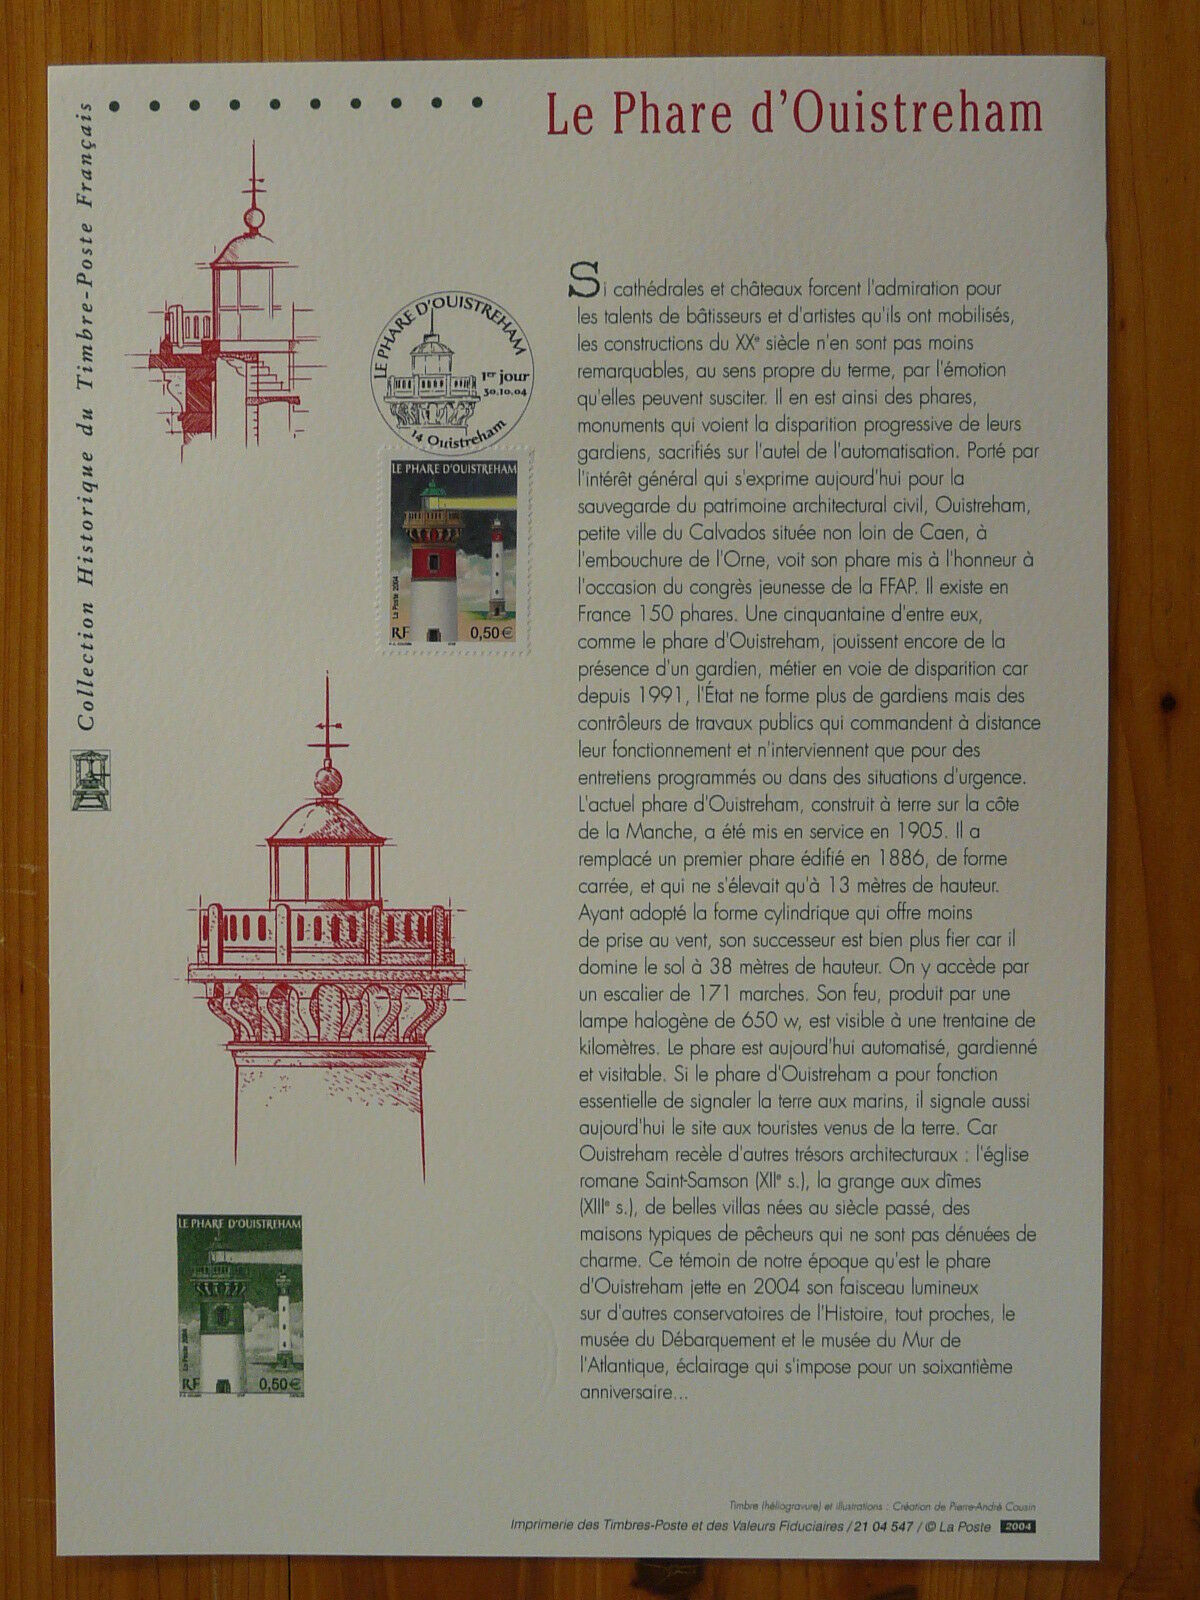 Le Phare d'Ouistreham
Collection Historique du Timbre-Poste Français
LE PHARE D'OUISTREHAM
1er jour
30.10.04
14 Ouistreham
LE PHARE D'OUISTREHAM
La Poste 2004
RF
0,50€
Si cathédrales et châteaux forcent l'admiration pour
les talents de bâtisseurs et d'artistes qu'ils ont mobilisés,
les constructions du XXe siècle n'en sont pas moins
remarquables, au sens propre du terme, par l'émotion
qu'elles peuvent susciter. Il en est ainsi des phares,
monuments qui voient la disparition progressive de leurs
gardiens, sacrifiés sur l'autel de l'automatisation. Porté par
l'intérêt général qui s'exprime aujourd'hui pour la
sauvegarde du patrimoine architectural civil, Ouistreham,
petite ville du Calvados située non loin de Caen, à
l'embouchure de l'Orne, voit son phare mis à l'honneur à
l'occasion du congrès jeunesse de la FFAP. Il existe en
France 150 phares. Une cinquantaine d'entre eux,
comme le phare d'Ouistreham, jouissent encore de la
présence d'un gardien, métier en voie de disparition car
depuis 1991, l'État ne forme plus de gardiens mais des
contrôleurs de travaux publics qui commandent à distance
leur fonctionnement et n'interviennent que pour des
entretiens programmés ou dans des situations d'urgence.
L'actuel phare d'Ouistreham, construit à terre sur la côte
de la Manche, a été mis en service en 1905. Il a
remplacé un premier phare édifié en 1886, de forme
carrée, et qui ne s'élevait qu'à 13 mètres de hauteur.
Ayant adopté la forme cylindrique qui offre moins
de prise au vent, son successeur est bien plus fier car il
domine le sol à 38 mètres de hauteur. On y accède par
un escalier de 171 marches. Son feu, produit par une
lampe halogène de 650 w, est visible à une trentaine de
kilomètres. Le phare est aujourd'hui automatisé, gardienné
et visitable. Si le phare d'Ouistreham a pour fonction
essentielle de signaler la terre aux marins, il signale aussi
aujourd'hui le site aux touristes venus de la terre. Car
Ouistreham recèle d'autres trésors architecturaux : l'église
romane Saint-Samson (XIIe s.), la grange aux dîmes
(XIIIe s.), de belles villas nées au siècle passé, des
maisons typiques de pêcheurs qui ne sont pas dénuées de
charme. Ce témoin de notre époque qu'est le phare
d'Ouistreham jette en 2004 son faisceau lumineux
sur d'autres conservatoires de l'Histoire, tout proches, le
musée du Débarquement et le musée du Mur de
l'Atlantique, éclairage qui s'impose pour un soixantième
anniversaire...
LE PHARE D'OUISTREHAM
La Poste 2004
RF
0,50€
Timbre (héliogravure) et illustrations : Création de Pierre-André Cousin
Imprimerie des Timbres-Poste et des Valeurs Fiduciaires / 21 04 547 / © La Poste 2004